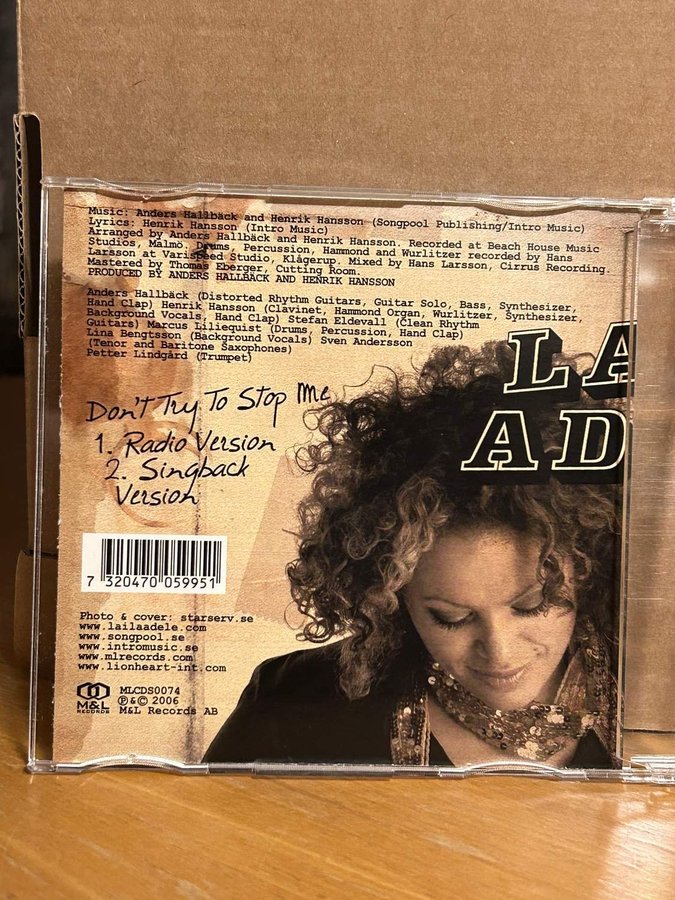 Music: Anders Hallbäck and Henrik Hansson (Songpool Publishing/Intro Music)
Lyrics: Henrik Hansson (Intro Music)
Arranged by Anders Hallbäck and Henrik Hansson. Recorded at Beach House Music
Studios, Malmö, Drums, Percussion, Hammond and Wurlitzer recorded by Hans
Larsson at Varispeed Studio, Klågerup. Mixed by Hans Larsson, Cirrus Recording.
Mastered by Thomas Eberger, Cutting Room.
PRODUCED BY ANDERS HALLBÄCK AND HENRIK HANSSON
Anders Hallbäck (Distorted Rhythm Guitars, Guitar Solo, Bass, Synthesizer,
Hand Clap) Henrik Hansson (Clavinet, Hammond Organ, Wurlitzer, Synthesizer,
Background Vocals, Hand Clap) Stefan Eldevall (Clean Rhythm
Guitars) Marcus Liliequist (Drums, Percussion, Hand Clap)
Lina Bengtsson (Background Vocals) Sven Andersson
(Tenor and Baritone Saxophones)
Petter Lindgård (Trumpet)
LA
AD
Don't Try To Stop Me
1. Radio Version
2. Singback
Version
7 320470 059951
Photo & cover: starserv.se
www.lailaadele.com
www.songpool.se
www.intromusic.se
www.mlrecords.com
www.lionheart-int.com
M&L
RECORDS
MLCDS0074
℗&© 2006
M&L Records AB